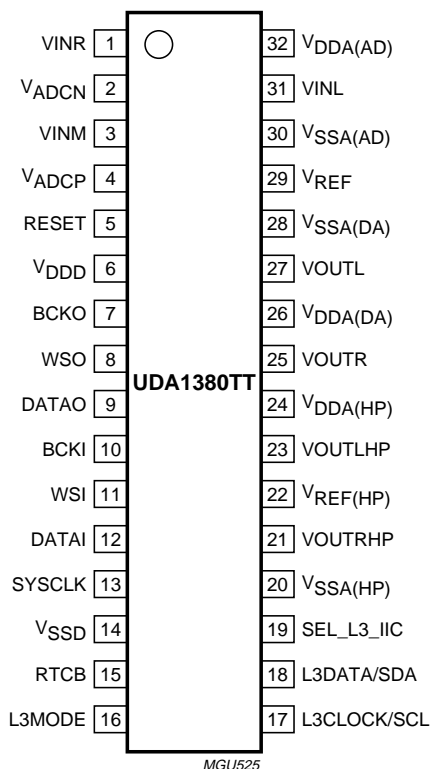 VINR 1 32 VDDA(AD)
VADCN 2 31 VINL
VINM 3 30 VSSA(AD)
VADCP 4 29 VREF
RESET 5 28 VSSA(DA)
VDDD 6 27 VOUTL
BCKO 7 26 VDDA(DA)
WSO 8 25 VOUTR
UDA1380TT
DATAO 9 24 VDDA(HP)
BCKI 10 23 VOUTLHP
WSI 11 22 VREF(HP)
DATAI 12 21 VOUTRHP
SYSCLK 13 20 VSSA(HP)
VSSD 14 19 SEL_L3_IIC
RTCB 15 18 L3DATA/SDA
L3MODE 16 17 L3CLOCK/SCL
MGU525